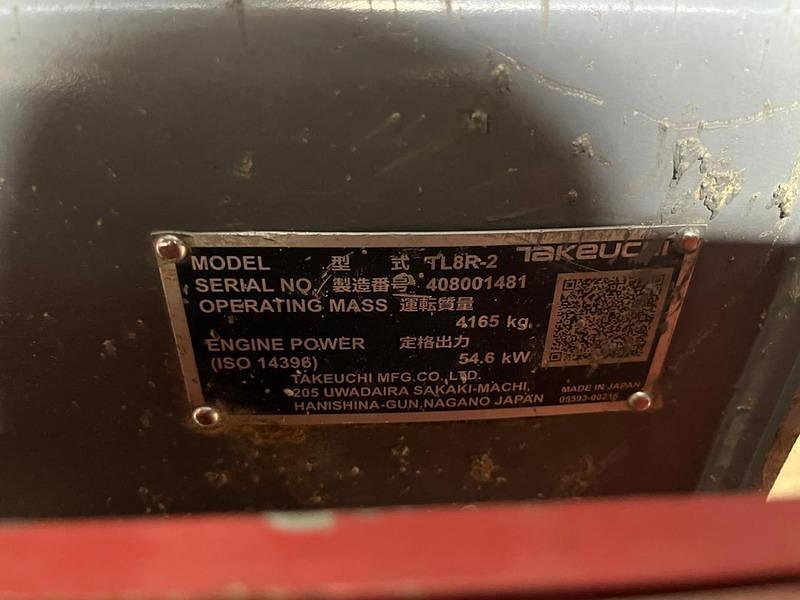 MODEL 型 式 TL8R-2 TAKEUCHI
SERIAL NO. 製造番号 408001481
OPERATING MASS 運転質量
4165 kg
ENGINE POWER 定格出力
(ISO 14396) 54.6 kW
TAKEUCHI MFG.CO.,LTD.
205 UWADAIRA SAKAKI-MACHI,
HANISHINA-GUN,NAGANO JAPAN
MADE IN JAPAN
05593-00216